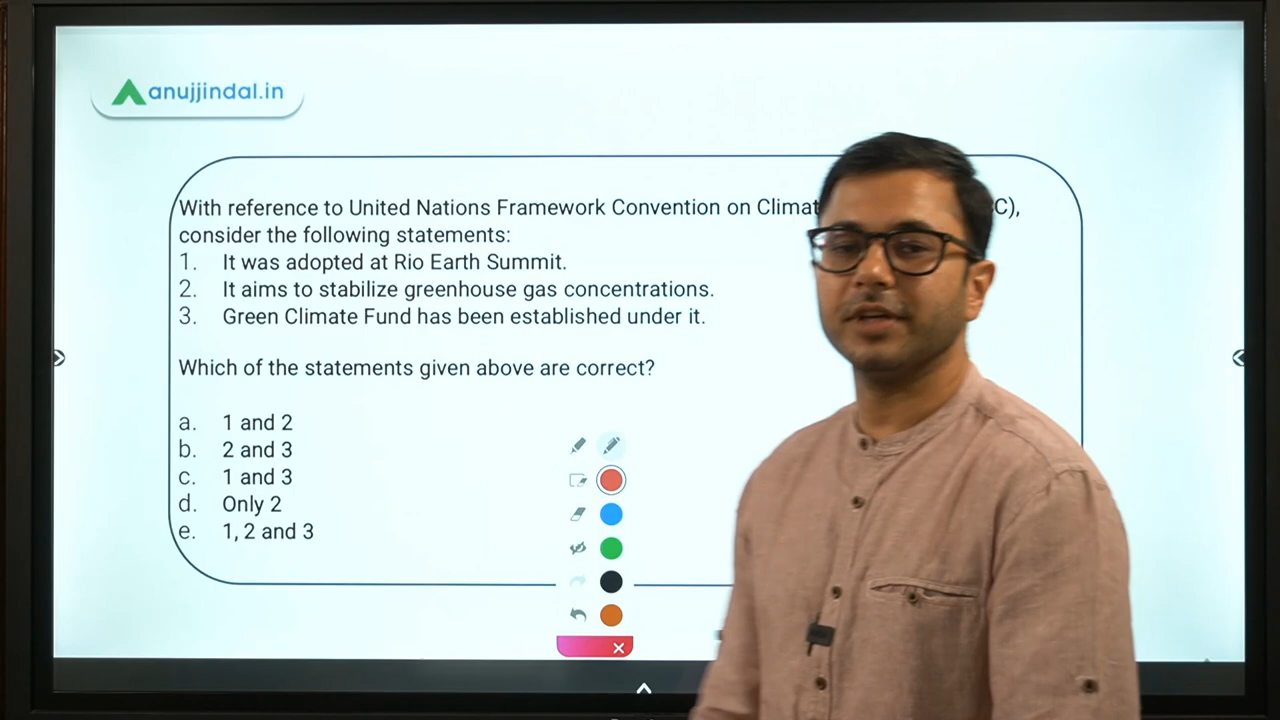 anujjindal.in
With reference to United Nations Framework Convention on C),
consider the following statements:
1. It was adopted at Rio Earth Summit.
2. It aims to stabilize greenhouse gas concentrations.
3. Green Climate Fund has been established under it.
Which of the statements given above are correct?
a. 1 and 2
b. 2 and 3
c. 1 and 3
d. Only 2
e. 1, 2 and 3